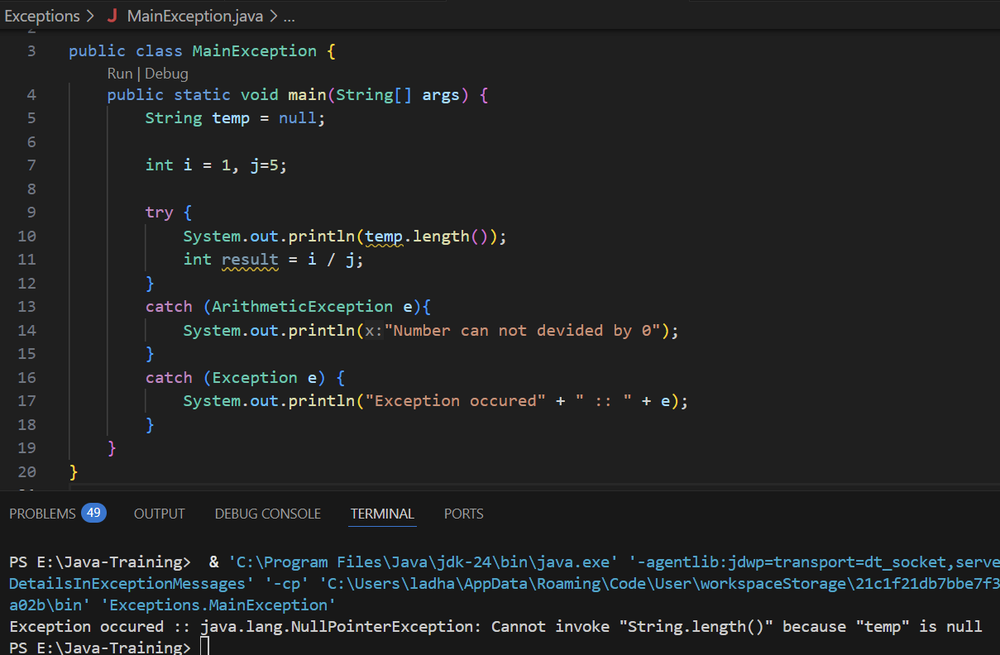 Exceptions > J MainException.java > ...
3 public class MainException {
Run | Debug
4 public static void main(String[] args) {
5 String temp = null;
6
7 int i = 1, j=5;
8
9 try {
10 System.out.println(temp.length());
11 int result = i / j;
12 }
13 catch (ArithmeticException e){
14 System.out.println(x:"Number can not devided by 0");
15 }
16 catch (Exception e) {
17 System.out.println("Exception occured" + " :: " + e);
18 }
19 }
20 }
PROBLEMS 49 OUTPUT DEBUG CONSOLE TERMINAL PORTS
PS E:\Java-Training>  & 'C:\Program Files\Java\jdk-24\bin\java.exe' '-agentlib:jdwp=transport=dt_socket,serve
DetailsInExceptionMessages' '-cp' 'C:\Users\ladha\AppData\Roaming\Code\User\workspaceStorage\21c1f21db7bbe7f3
a02b\bin' 'Exceptions.MainException'
Exception occured :: java.lang.NullPointerException: Cannot invoke "String.length()" because "temp" is null
PS E:\Java-Training>